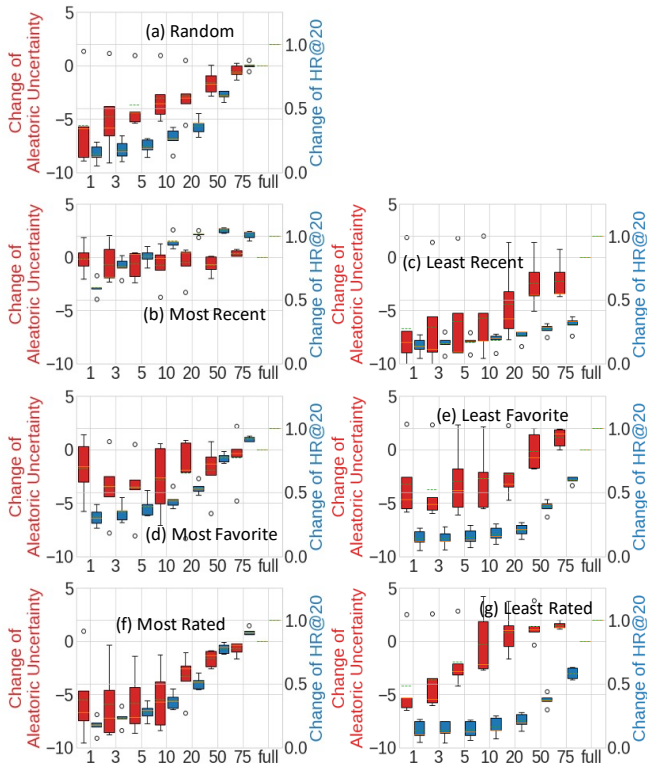 (a) Random
Change of
Aleatoric Uncertainty
5
0
−5
−10
1 3 5 10 20 50 75 full
1.0
0.5
0.0
Change of HR@20
(b) Most Recent
Change of
Aleatoric Uncertainty
5
0
−5
−10
1 3 5 10 20 50 75 full
(c) Least Recent
5
0
−5
−10
1 3 5 10 20 50 75 full
1.0
0.5
0.0
Change of HR@20
(d) Most Favorite
Change of
Aleatoric Uncertainty
5
0
−5
−10
1 3 5 10 20 50 75 full
1.0
0.5
0.0
Change of HR@20
(e) Least Favorite
Change of
Aleatoric Uncertainty
5
0
−5
−10
1 3 5 10 20 50 75 full
1.0
0.5
0.0
Change of HR@20
(f) Most Rated
Change of
Aleatoric Uncertainty
5
0
−5
−10
1 3 5 10 20 50 75 full
1.0
0.5
0.0
Change of HR@20
(g) Least Rated
Change of
Aleatoric Uncertainty
5
0
−5
−10
1 3 5 10 20 50 75 full
1.0
0.5
0.0
Change of HR@20